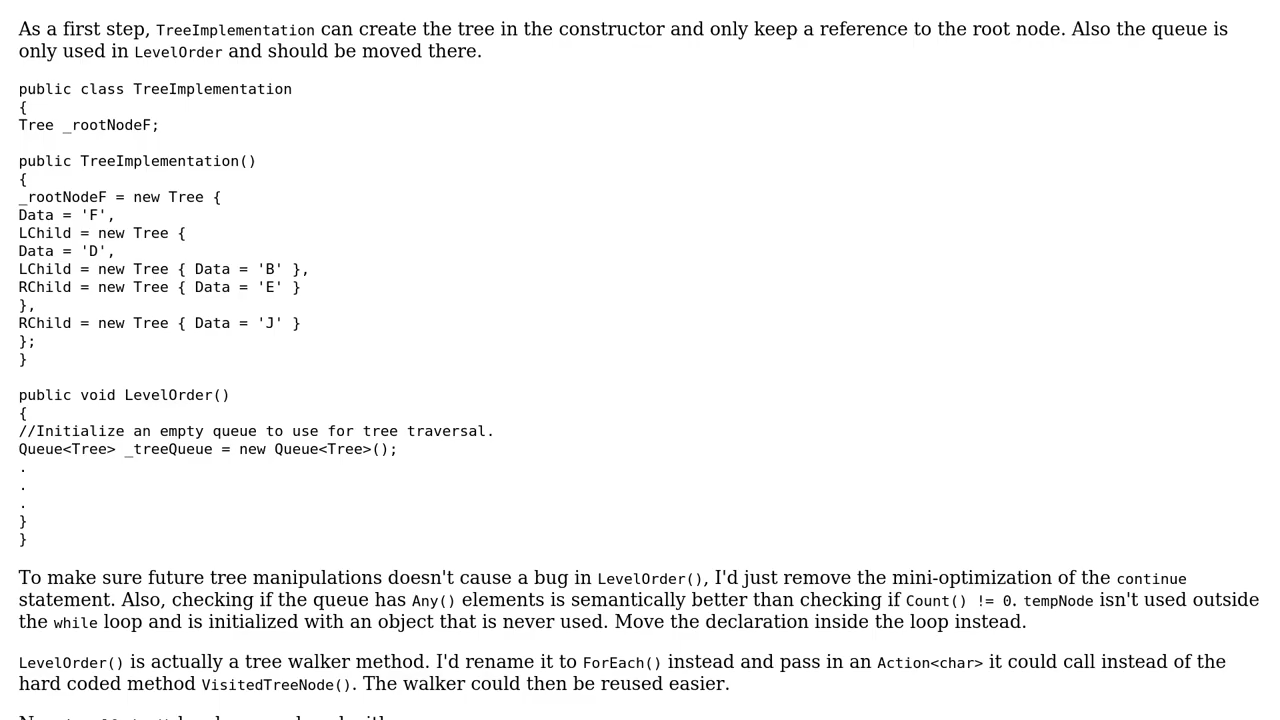 As a first step, TreeImplementation can create the tree in the constructor and only keep a reference to the root node. Also the queue is
only used in LevelOrder and should be moved there.
public class TreeImplementation
{
Tree _rootNodeF;
public TreeImplementation()
{
_rootNodeF = new Tree {
Data = 'F',
LChild = new Tree {
Data = 'D',
LChild = new Tree { Data = 'B' },
RChild = new Tree { Data = 'E' }
},
RChild = new Tree { Data = 'J' }
};
}
public void LevelOrder()
{
//Initialize an empty queue to use for tree traversal.
Queue<Tree> _treeQueue = new Queue<Tree>();
.
.
.
}
}
To make sure future tree manipulations doesn't cause a bug in LevelOrder(), I'd just remove the mini-optimization of the continue
statement. Also, checking if the queue has Any() elements is semantically better than checking if Count() != 0. tempNode isn't used outside
the while loop and is initialized with an object that is never used. Move the declaration inside the loop instead.
LevelOrder() is actually a tree walker method. I'd rename it to ForEach() instead and pass in an Action<char> it could call instead of the
hard coded method VisitedTreeNode(). The walker could then be reused easier.